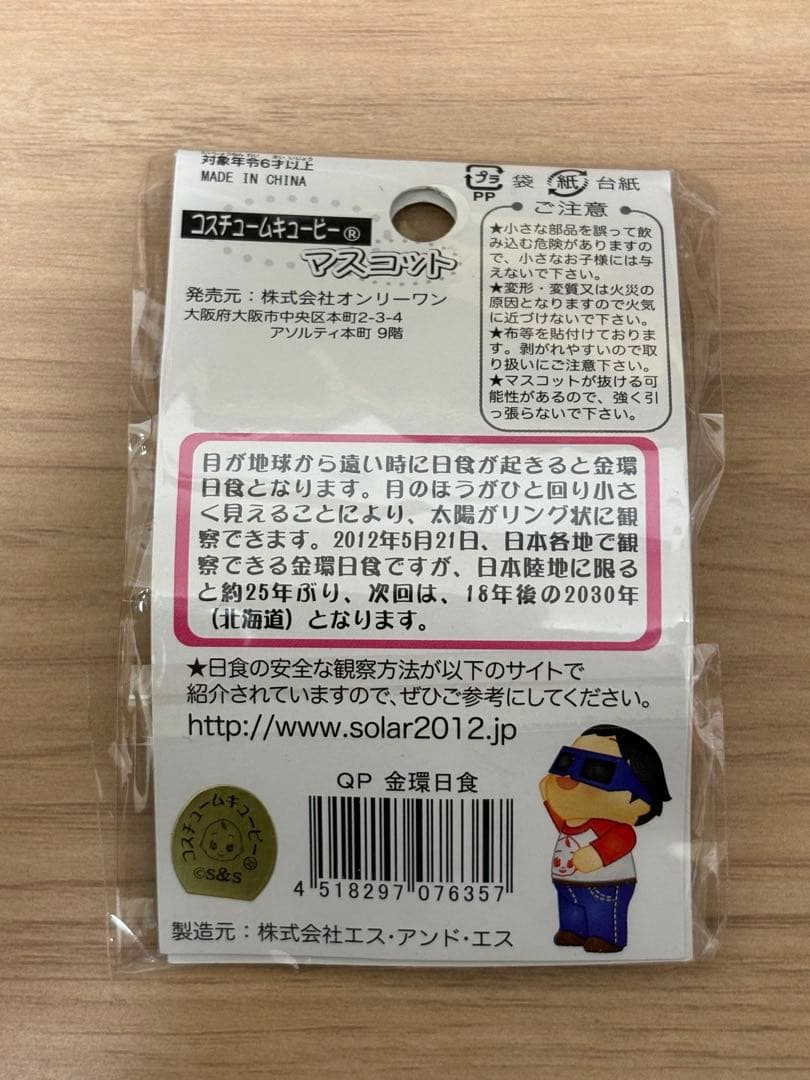 対象年令6才以上
MADE IN CHINA
コスチュームキューピー®
マスコット
発売元：株式会社オンリーワン
大阪府大阪市中央区本町2-3-4
アソルティ本町 9階
プラ 袋 紙 台紙
PP
ご注意
★小さな部品を誤って飲
み込む危険がありますの
で、小さなお子様には与
えないで下さい。
★変形・変質又は火災の
原因となりますので火気
に近づけないで下さい。
★布等を貼付けておりま
す。剥がれやすいので取
り扱いにご注意下さい。
★マスコットが抜ける可
能性があるので、強く引
っ張らないで下さい。
月が地球から遠い時に日食が起きると金環
日食となります。月のほうがひと回り小さ
く見えることにより、太陽がリング状に観
察できます。2012年5月21日、日本各地で観
察できる金環日食ですが、日本陸地に限る
と約25年ぶり、次回は、18年後の2030年
（北海道）となります。
★日食の安全な観察方法が以下のサイトで
紹介されていますので、ぜひご参考にしてください。
http://www.solar2012.jp
QP 金環日食
コスチュームキューピー®
©S&S
4 518297 076357
製造元：株式会社エス・アンド・エス